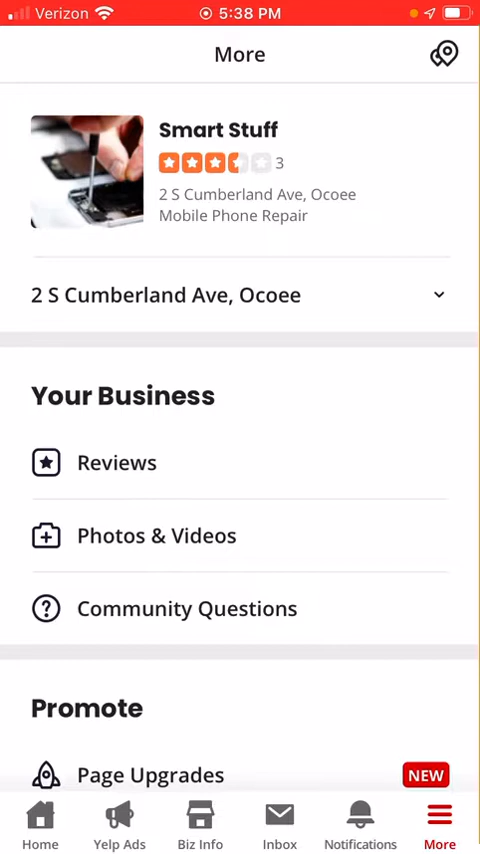 Verizon 5:38 PM
More
Smart Stuff
3
2 S Cumberland Ave, Ocoee
Mobile Phone Repair
2 S Cumberland Ave, Ocoee
Your Business
Reviews
Photos & Videos
Community Questions
Promote
Page Upgrades NEW
Home Yelp Ads Biz Info Inbox Notifications More